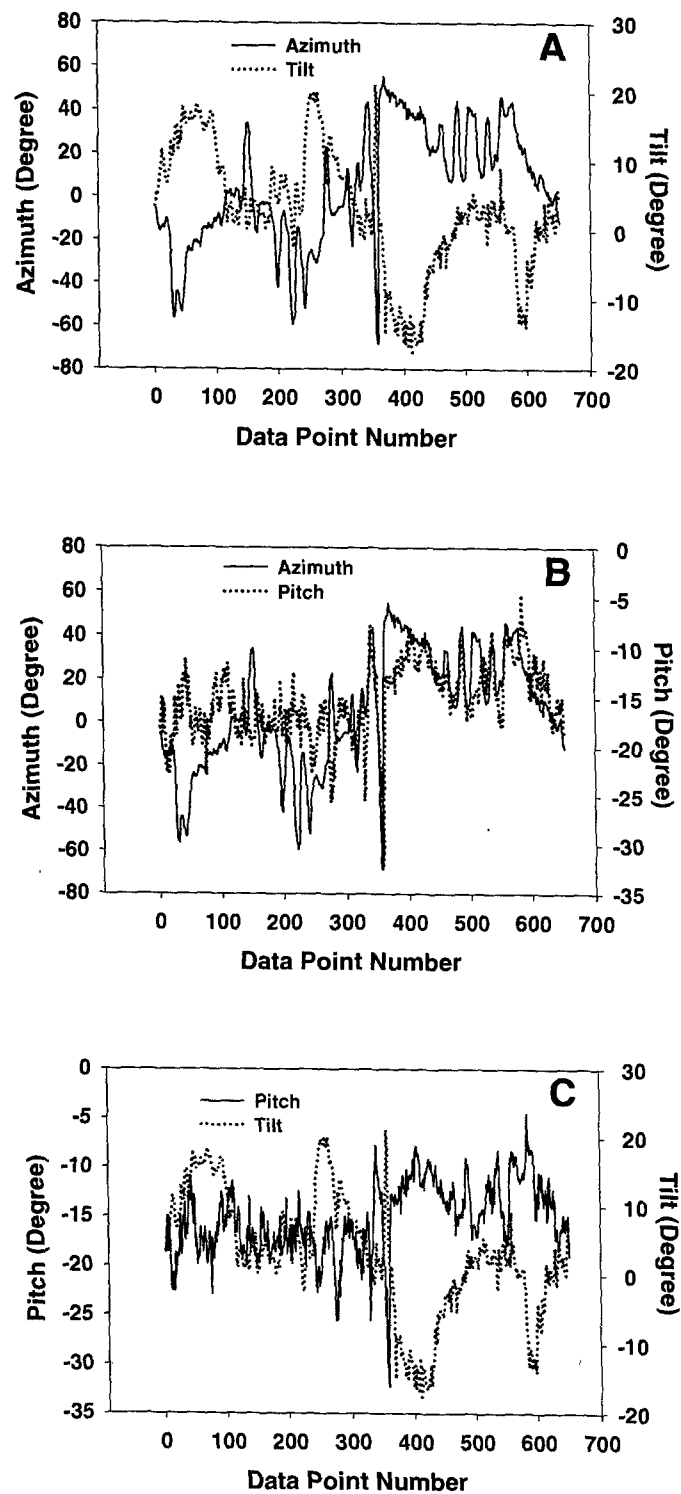 A
Azimuth
Tilt
80
60
40
20
0
-20
-40
-60
-80
Azimuth (Degree)
30
20
10
0
-10
-20
Tilt (Degree)
0 100 200 300 400 500 600 700
Data Point Number
B
Azimuth
Pitch
80
60
40
20
0
-20
-40
-60
-80
Azimuth (Degree)
0
-5
-10
-15
-20
-25
-30
-35
Pitch (Degree)
0 100 200 300 400 500 600 700
Data Point Number
C
Pitch
Tilt
0
-5
-10
-15
-20
-25
-30
-35
Pitch (Degree)
30
20
10
0
-10
-20
Tilt (Degree)
0 100 200 300 400 500 600 700
Data Point Number